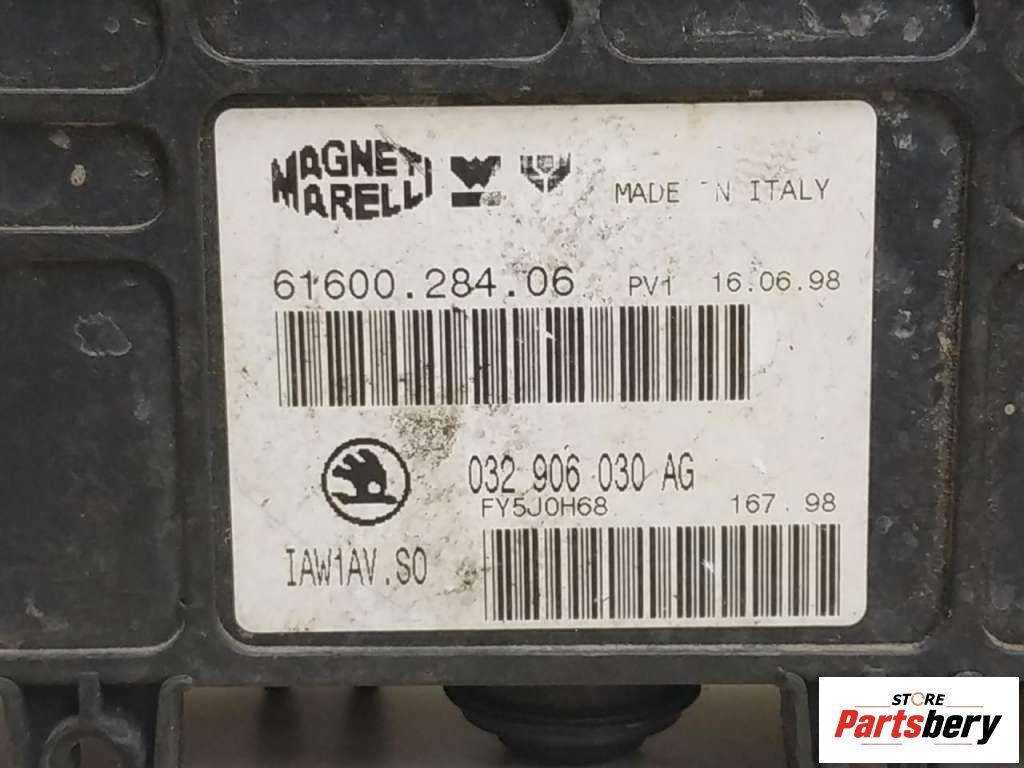 MAGNETI
MARELLI
MADE IN ITALY
61600.284.06 PV1 16.06.98
032 906 030 AG
FY5J0H68 167.98
IAW1AV.S0
STORE
Partsbery